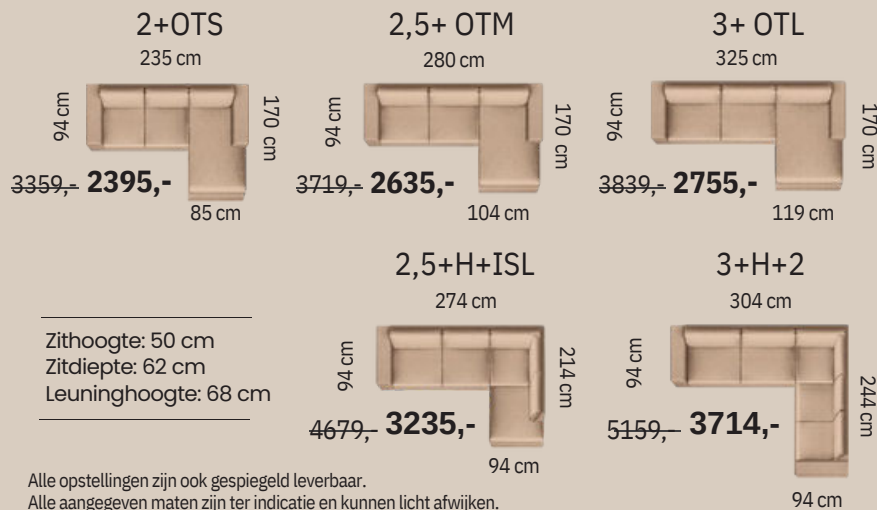 2+OTS
235 cm
94 cm
170 cm
3359,- 2395,-
85 cm
2,5+ OTM
280 cm
94 cm
170 cm
3719,- 2635,-
104 cm
3+ OTL
325 cm
94 cm
170 cm
3839,- 2755,-
119 cm
2,5+H+ISL
274 cm
94 cm
214 cm
4679,- 3235,-
94 cm
3+H+2
304 cm
94 cm
244 cm
5159,- 3714,-
94 cm
Zithoogte: 50 cm
Zitdiepte: 62 cm
Leuninghoogte: 68 cm
Alle opstellingen zijn ook gespiegeld leverbaar.
Alle aangegeven maten zijn ter indicatie en kunnen licht afwijken.